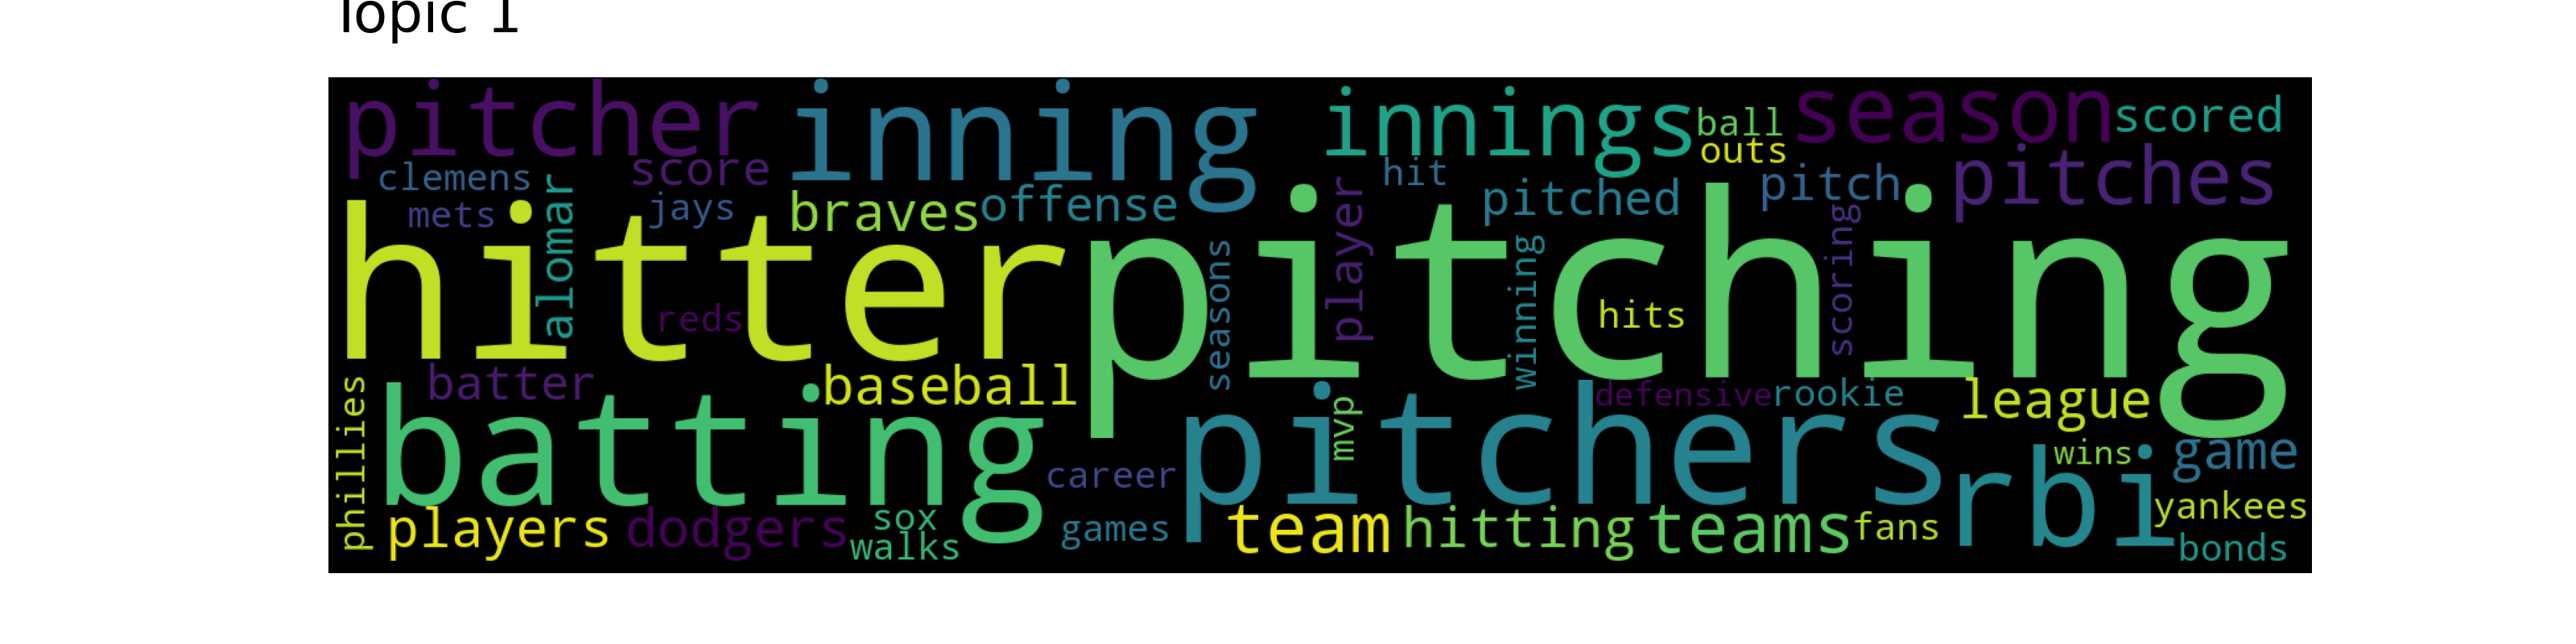 Topic 1
pitcher inning innings ball season scored
outs
clemens score hit pitched pitch pitches
mets alomar jays braves offense player scoring
hitter pitching
reds seasons winning hits
batter baseball defensive rookie league
phillies batting mvp pitchers wins game
career rbi
players dodgers sox games team hitting teams fans yankees
walks bonds